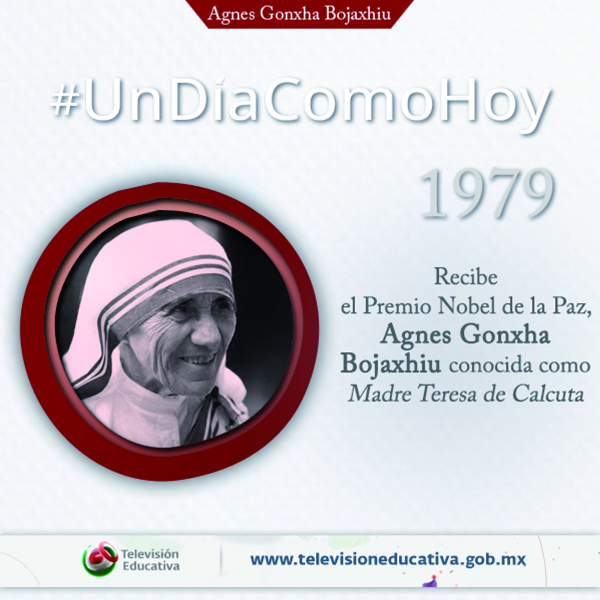 Agnes Gonxha Bojaxhiu
#UnDiaComoHoy
1979
Recibe
el Premio Nobel de la Paz,
Agnes Gonxha
Bojaxhiu conocida como
Madre Teresa de Calcuta
Televisión
Educativa
www.televisioneducativa.gob.mx